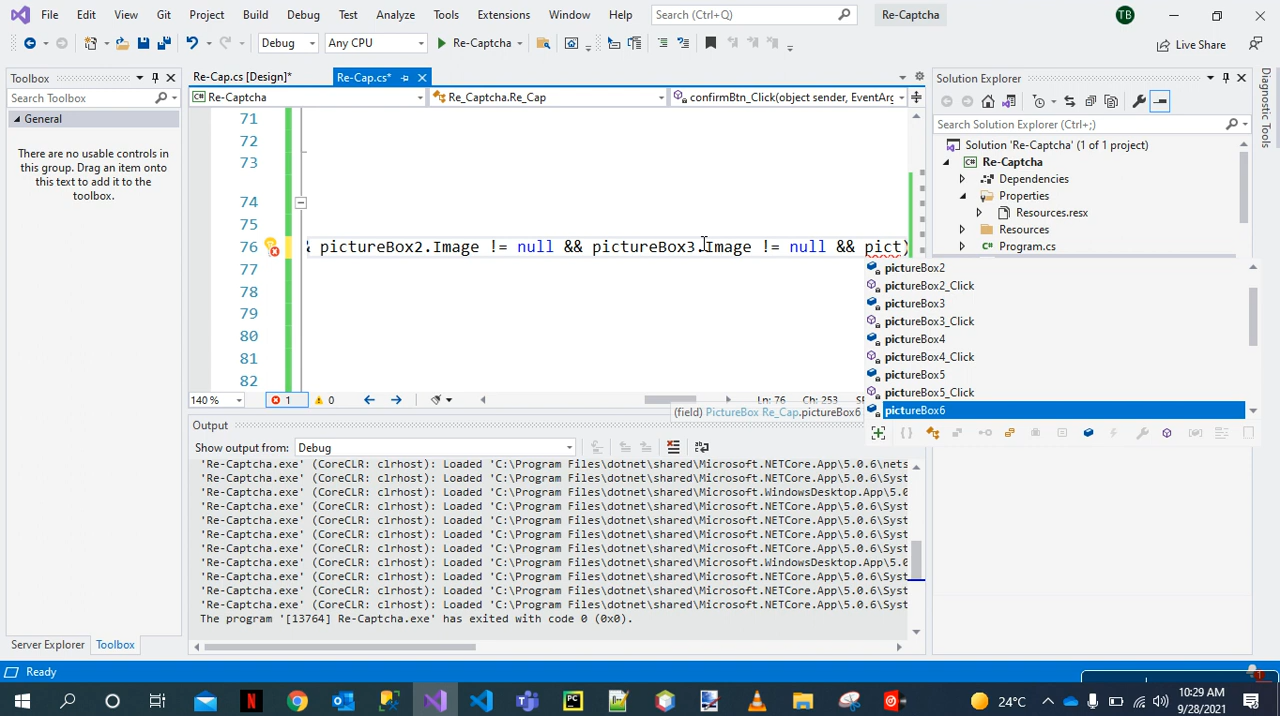 File Edit View Git Project Build Debug Test Analyze Tools Extensions Window Help Search (Ctrl+Q) Re-Captcha TB
Debug Any CPU Re-Captcha Live Share
Toolbox Re-Cap.cs [Design]* Re-Cap.cs* Solution Explorer
Search Toolbox Re-Captcha Re_Captcha.Re_Cap confirmBtn_Click(object sender, EventArg
General
There are no usable controls in this group. Drag an item onto this text to add it to the toolbox.
71
72
73
74
75
76 pictureBox2.Image != null && pictureBox3.Image != null && pict)
77
78
79
80
81
82
pictureBox2
pictureBox2_Click
pictureBox3
pictureBox3_Click
pictureBox4
pictureBox4_Click
pictureBox5
pictureBox5_Click
pictureBox6
(field) PictureBox Re_Cap.pictureBox6
Search Solution Explorer (Ctrl+;)
Solution 'Re-Captcha' (1 of 1 project)
Re-Captcha
Dependencies
Properties
Resources.resx
Resources
Program.cs
Diagnostic Tools
140 % 1 0 Ln: 76 Ch: 253
Output
Show output from: Debug
'Re-Captcha.exe' (CoreCLR: clrhost): Loaded 'C:\Program Files\dotnet\shared\Microsoft.NETCore.App\5.0.6\nets
'Re-Captcha.exe' (CoreCLR: clrhost): Loaded 'C:\Program Files\dotnet\shared\Microsoft.NETCore.App\5.0.6\Syst
'Re-Captcha.exe' (CoreCLR: clrhost): Loaded 'C:\Program Files\dotnet\shared\Microsoft.WindowsDesktop.App\5.0
'Re-Captcha.exe' (CoreCLR: clrhost): Loaded 'C:\Program Files\dotnet\shared\Microsoft.NETCore.App\5.0.6\Syst
'Re-Captcha.exe' (CoreCLR: clrhost): Loaded 'C:\Program Files\dotnet\shared\Microsoft.NETCore.App\5.0.6\Syst
'Re-Captcha.exe' (CoreCLR: clrhost): Loaded 'C:\Program Files\dotnet\shared\Microsoft.NETCore.App\5.0.6\Syst
'Re-Captcha.exe' (CoreCLR: clrhost): Loaded 'C:\Program Files\dotnet\shared\Microsoft.NETCore.App\5.0.6\Syst
'Re-Captcha.exe' (CoreCLR: clrhost): Loaded 'C:\Program Files\dotnet\shared\Microsoft.WindowsDesktop.App\5.0
'Re-Captcha.exe' (CoreCLR: clrhost): Loaded 'C:\Program Files\dotnet\shared\Microsoft.NETCore.App\5.0.6\Syst
'Re-Captcha.exe' (CoreCLR: clrhost): Loaded 'C:\Program Files\dotnet\shared\Microsoft.NETCore.App\5.0.6\Syst
'Re-Captcha.exe' (CoreCLR: clrhost): Loaded 'C:\Program Files\dotnet\shared\Microsoft.NETCore.App\5.0.6\Syst
The program '[13764] Re-Captcha.exe' has exited with code 0 (0x0).
Server Explorer Toolbox
Ready
24°C 10:29 AM
9/28/2021